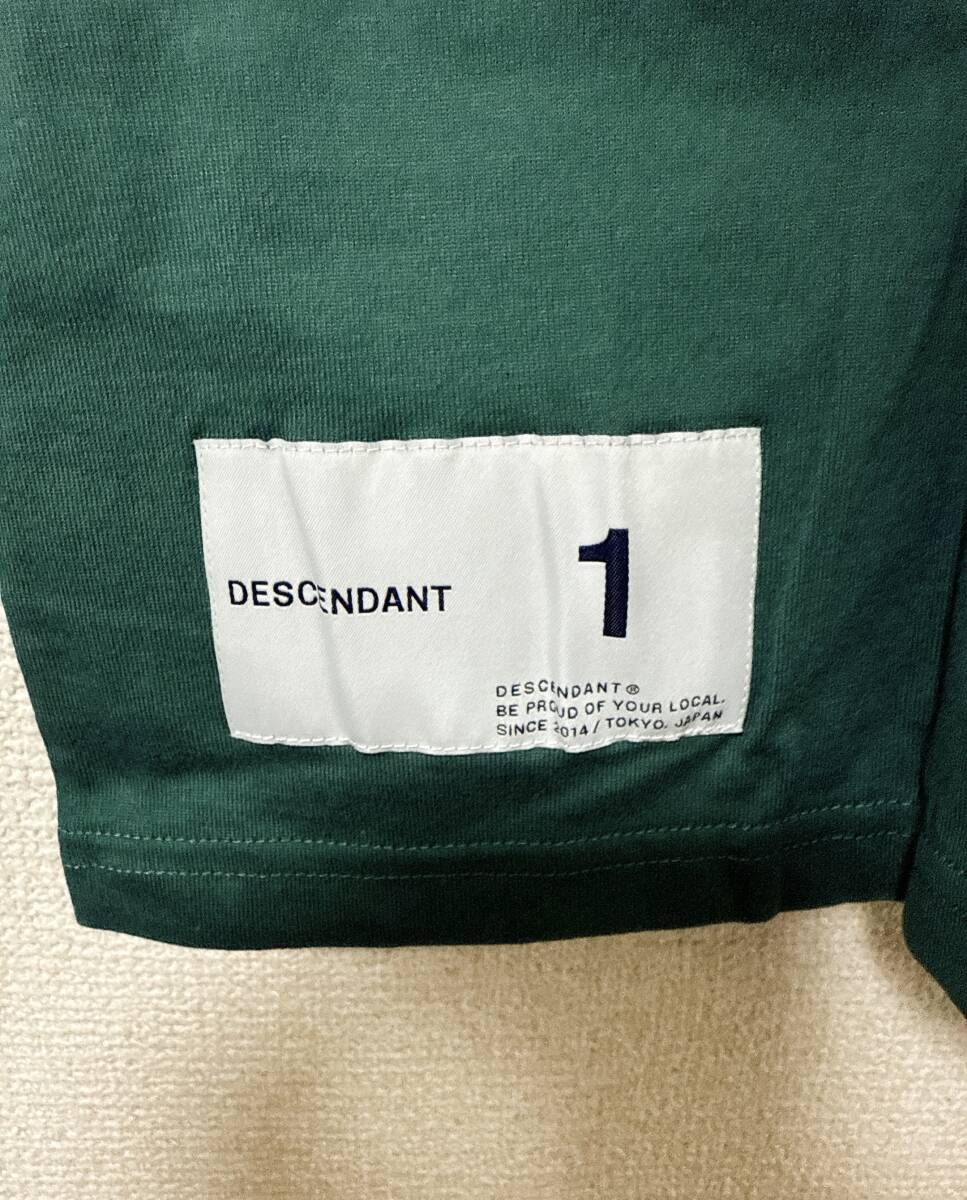 DESCENDANT
1
DESCENDANT®
BE PROUD OF YOUR LOCAL.
SINCE 2014 / TOKYO, JAPAN